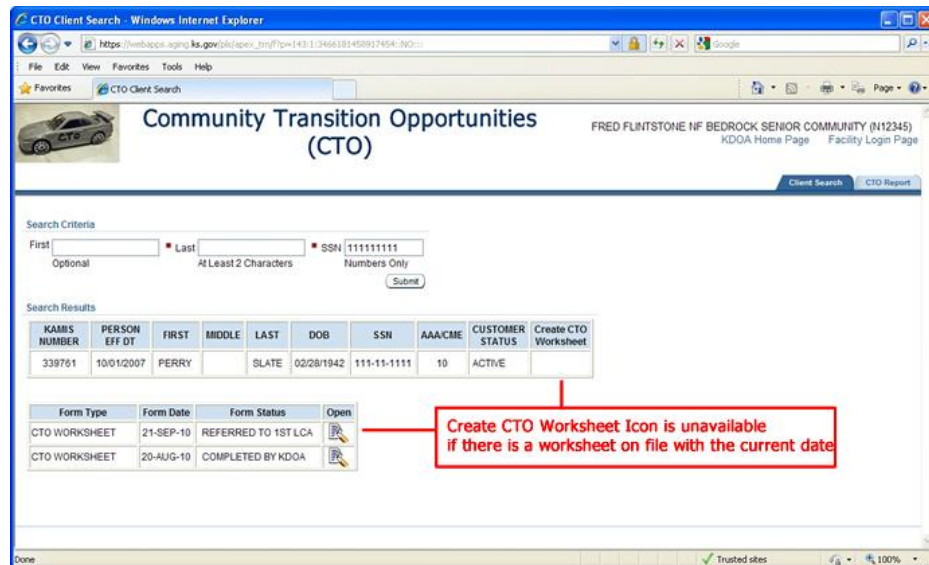 CTO Client Search - Windows Internet Explorer
https://webapps.aging.ks.gov/pls/apex_trn/f?p=143:1:3466181458917454::NO:::
Google
File Edit View Favorites Tools Help
Favorites CTO Client Search Page
CTO
Community Transition Opportunities
(CTO)
FRED FLINTSTONE NF BEDROCK SENIOR COMMUNITY (N12345)
KDOA Home Page Facility Login Page
Client Search CTO Report
Search Criteria
First Last SSN 111111111
Optional At Least 2 Characters Numbers Only
Submit
Search Results
KAMIS NUMBER PERSON EFF DT FIRST MIDDLE LAST DOB SSN AAA/CME CUSTOMER STATUS Create CTO Worksheet
339761 10/01/2007 PERRY SLATE 02/28/1942 111-11-1111 10 ACTIVE
Form Type Form Date Form Status Open
CTO WORKSHEET 21-SEP-10 REFERRED TO 1ST LCA
CTO WORKSHEET 20-AUG-10 COMPLETED BY KDOA
Create CTO Worksheet Icon is unavailable
if there is a worksheet on file with the current date
Done Trusted sites 100%